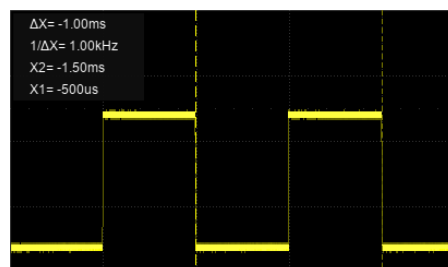 ΔX= -1.00ms
1/ΔX= 1.00kHz
X2= -1.50ms
X1= -500us